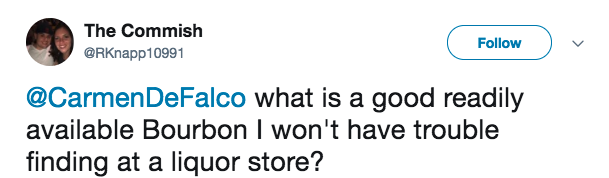 The Commish
@RKnapp10991
Follow
@CarmenDeFalco what is a good readily
available Bourbon I won't have trouble
finding at a liquor store?